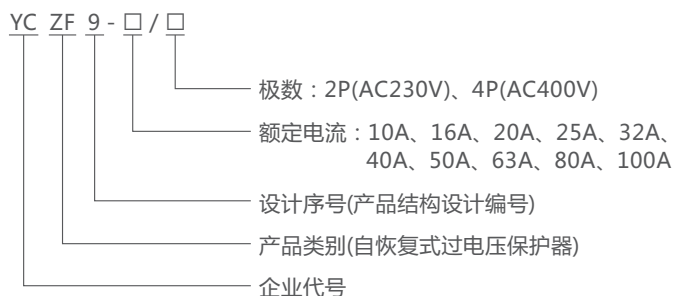 YC ZF 9 - □ / □
极数：2P(AC230V)、4P(AC400V)
额定电流：10A、16A、20A、25A、32A、
40A、50A、63A、80A、100A
设计序号(产品结构设计编号)
产品类别(自恢复式过电压保护器)
企业代号